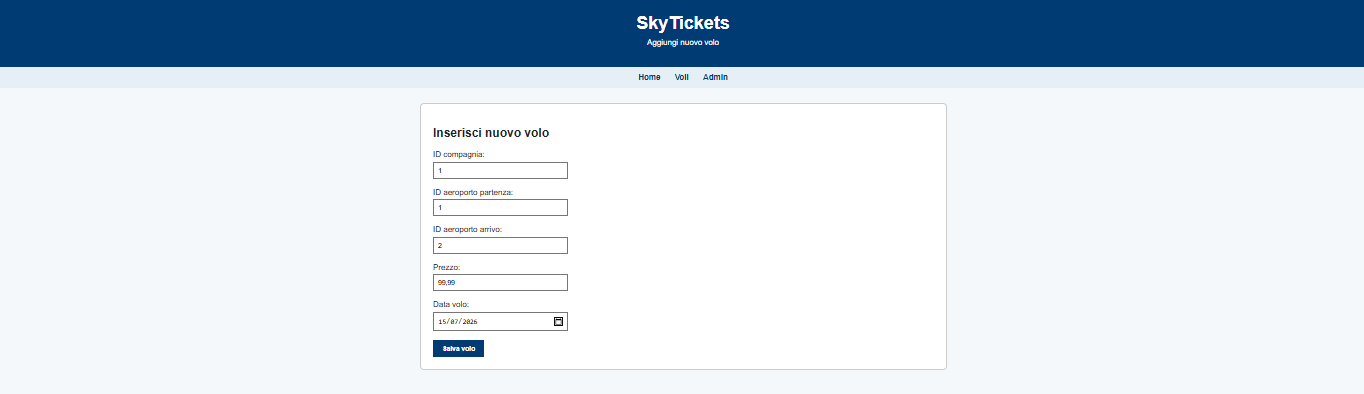 SkyTickets
Aggiungi nuovo volo
Home Voli Admin
Inserisci nuovo volo
ID compagnia:
1
ID aeroporto partenza:
1
ID aeroporto arrivo:
2
Prezzo:
99,99
Data volo:
15/07/2026
Salva volo